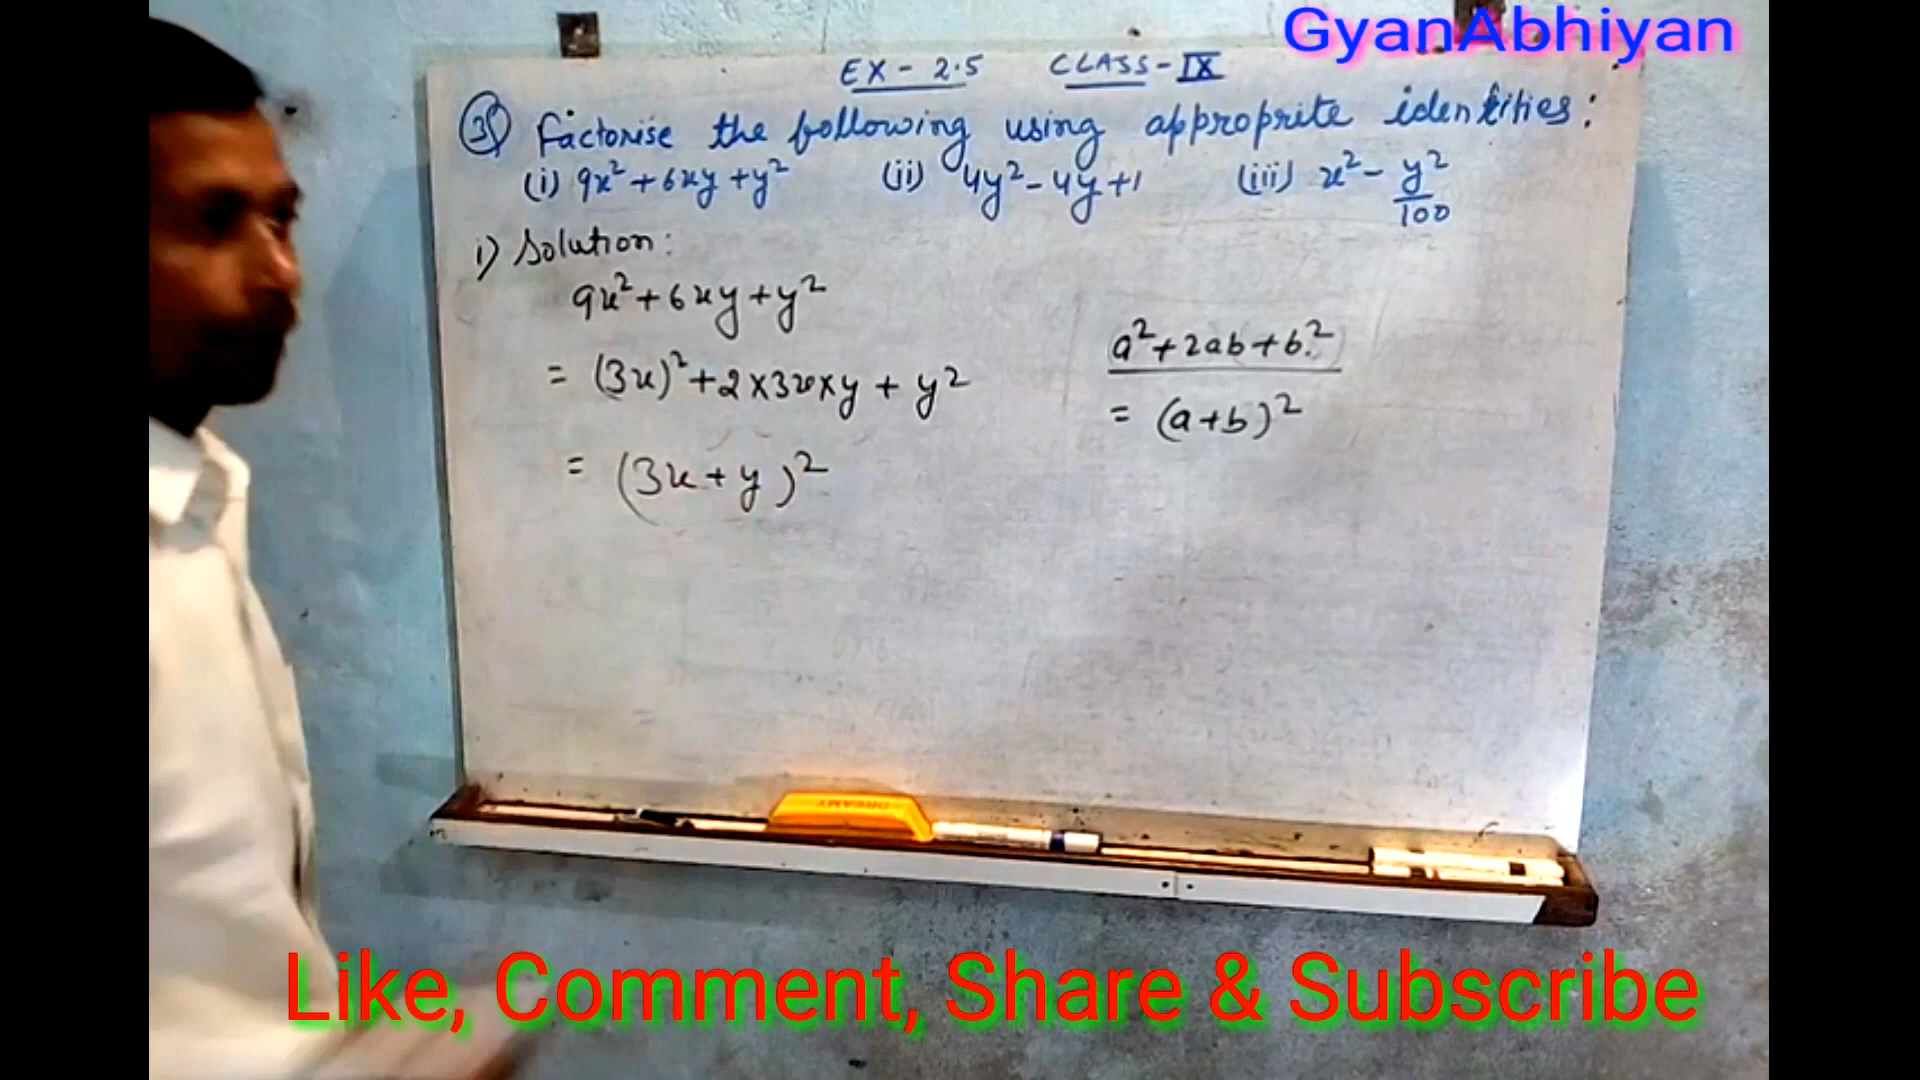 GyanAbhiyan
EX - 2.5 CLASS - IX
3) Factorise the following using approprite identities:
(i) 9x² + 6xy + y² (ii) 4y² - 4y + 1 (iii) x² - y²/100
i) Solution:
9x² + 6xy + y²
= (3x)² + 2×3x×y + y²
= (3x + y)²
a² + 2ab + b²
= (a + b)²
DREAMY
Like, Comment, Share & Subscribe